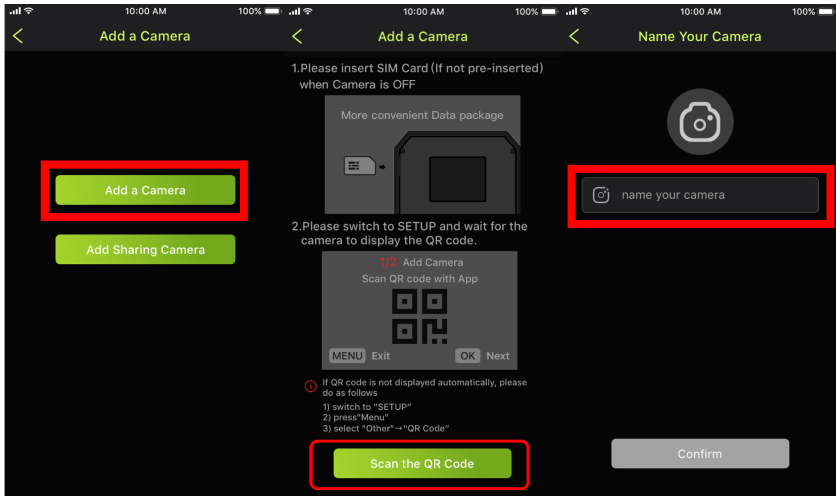 10:00 AM
100%
Add a Camera
Add a Camera
Add Sharing Camera
10:00 AM
100%
Add a Camera
1.Please insert SIM Card (If not pre-inserted)
when Camera is OFF
More convenient Data package
2.Please switch to SETUP and wait for the
camera to display the QR code.
1/2 Add Camera
Scan QR code with App
MENU Exit
OK Next
If QR code is not displayed automatically, please
do as follows
1) switch to "SETUP"
2) press"Menu"
3) select "Other"→"QR Code"
Scan the QR Code
10:00 AM
100%
Name Your Camera
name your camera
Confirm